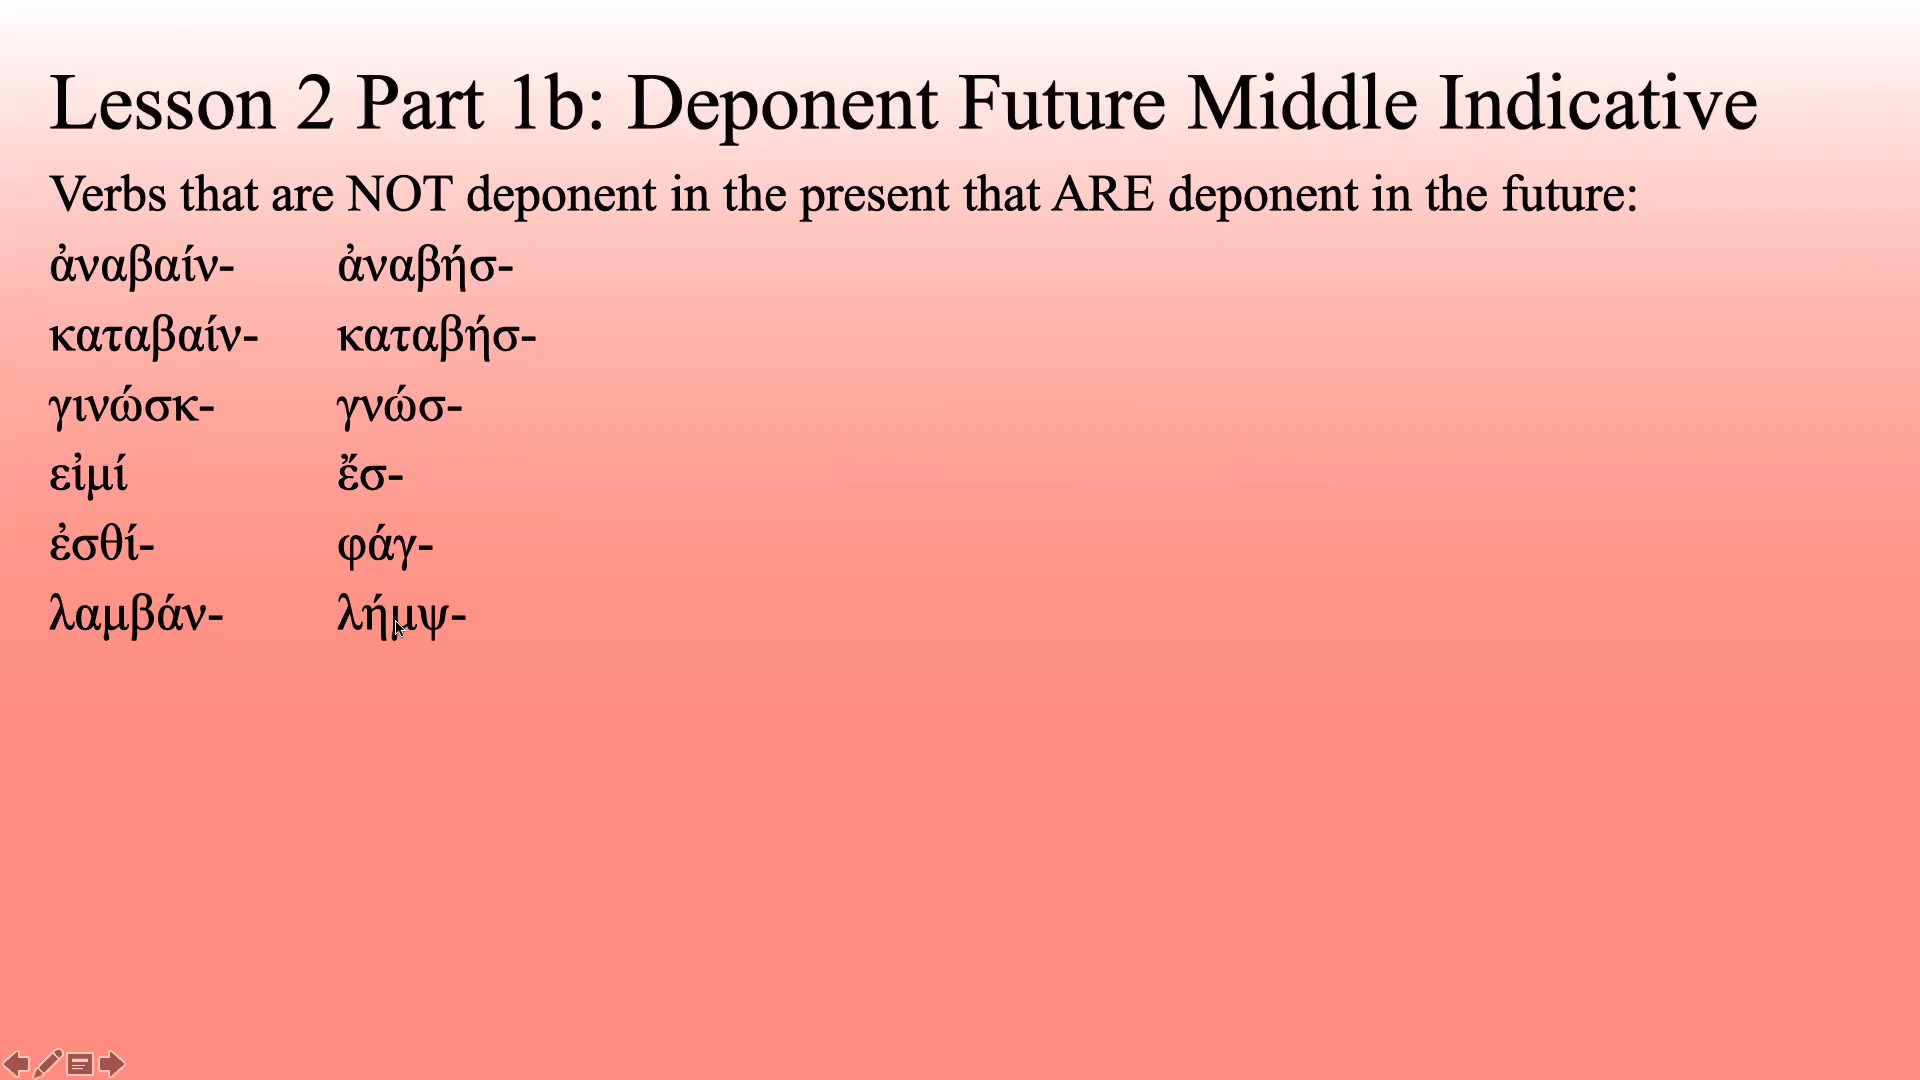 Lesson 2 Part 1b: Deponent Future Middle Indicative
Verbs that are NOT deponent in the present that ARE deponent in the future:
ἀναβαίν- ἀναβήσ-
καταβαίν- καταβήσ-
γινώσκ- γνώσ-
εἰμί ἔσ-
ἐσθί- φάγ-
λαμβάν- λήμψ-